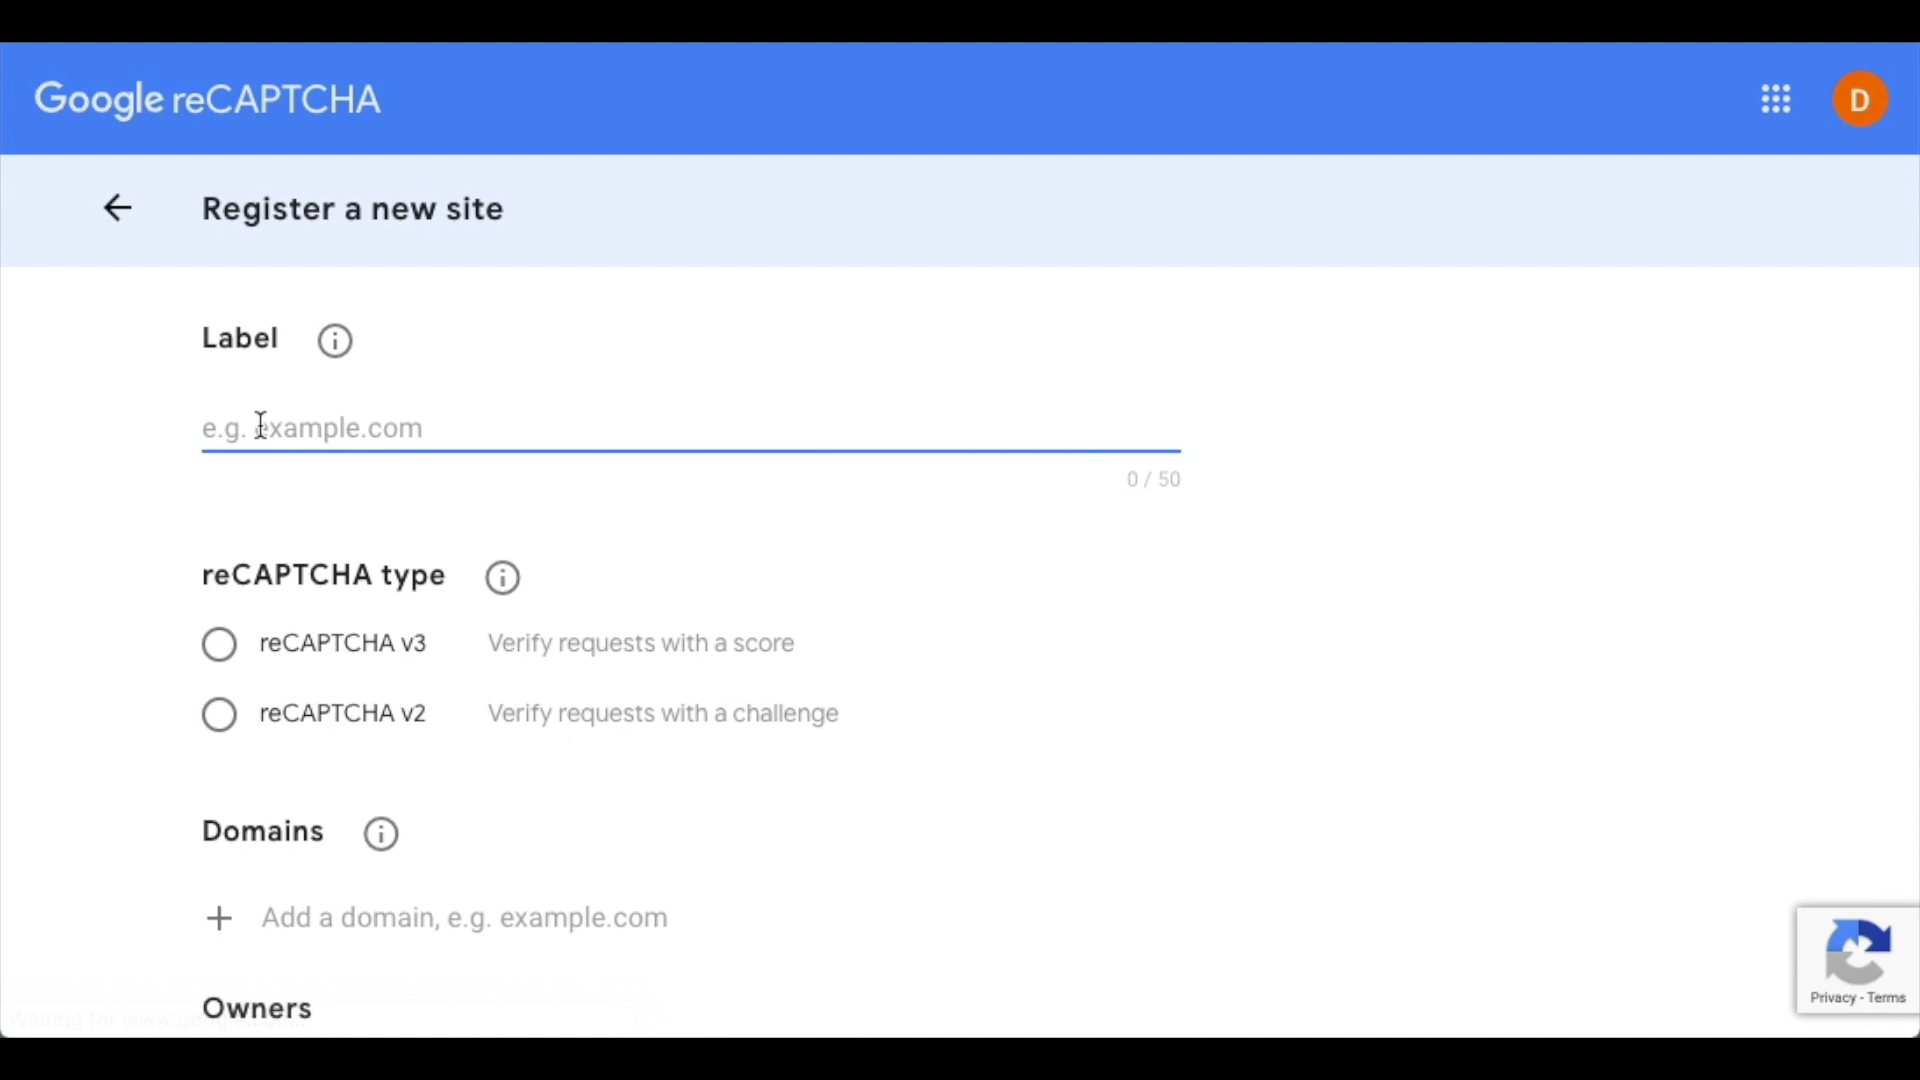 Google reCAPTCHA
D
Register a new site
Label
e.g. example.com
0 / 50
reCAPTCHA type
reCAPTCHA v3 Verify requests with a score
reCAPTCHA v2 Verify requests with a challenge
Domains
+ Add a domain, e.g. example.com
Privacy - Terms
Owners